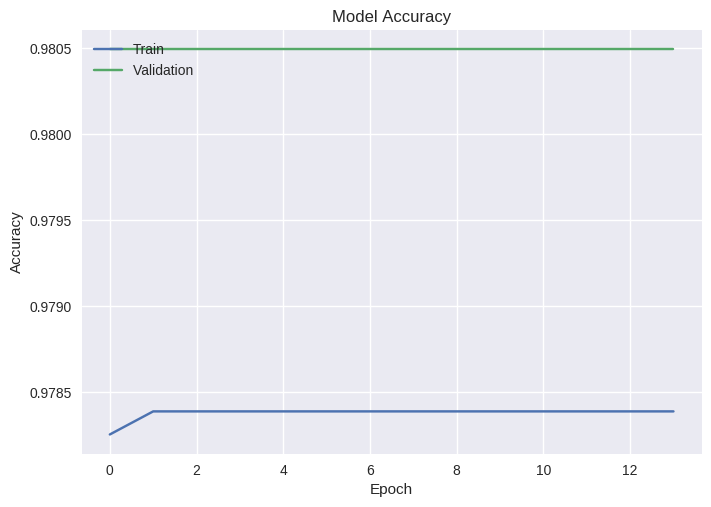 Model Accuracy
Train
Validation
0.9805
0.9800
0.9795
0.9790
0.9785
Accuracy
0 2 4 6 8 10 12
Epoch